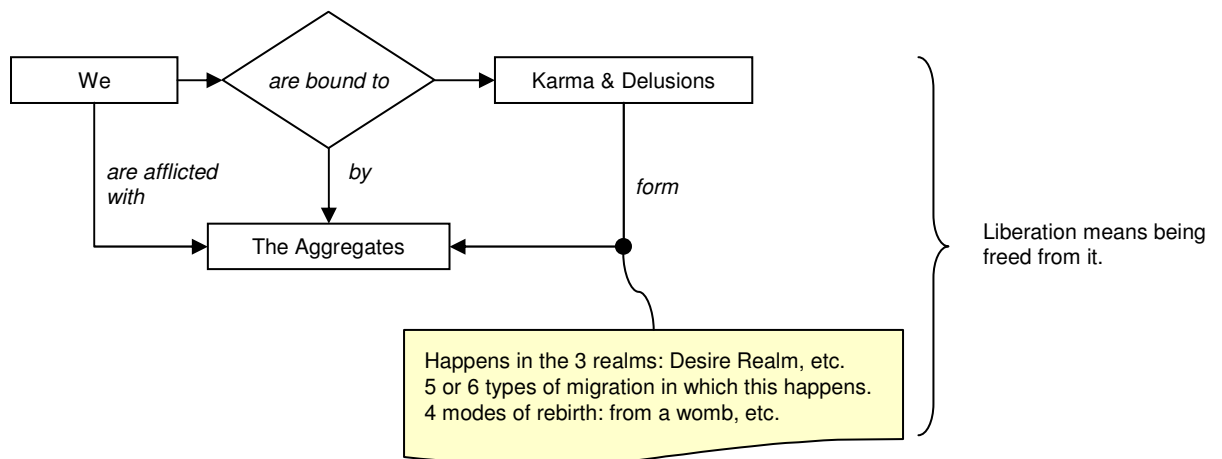 We
are bound to
Karma & Delusions
are afflicted
with
by
form
The Aggregates
Liberation means being
freed from it.
Happens in the 3 realms: Desire Realm, etc.
5 or 6 types of migration in which this happens.
4 modes of rebirth: from a womb, etc.